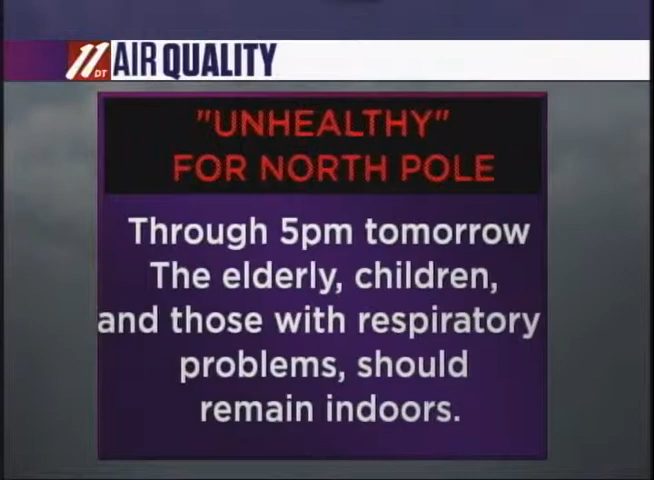 11 DT AIR QUALITY
"UNHEALTHY"
FOR NORTH POLE
Through 5pm tomorrow
The elderly, children,
and those with respiratory
problems, should
remain indoors.